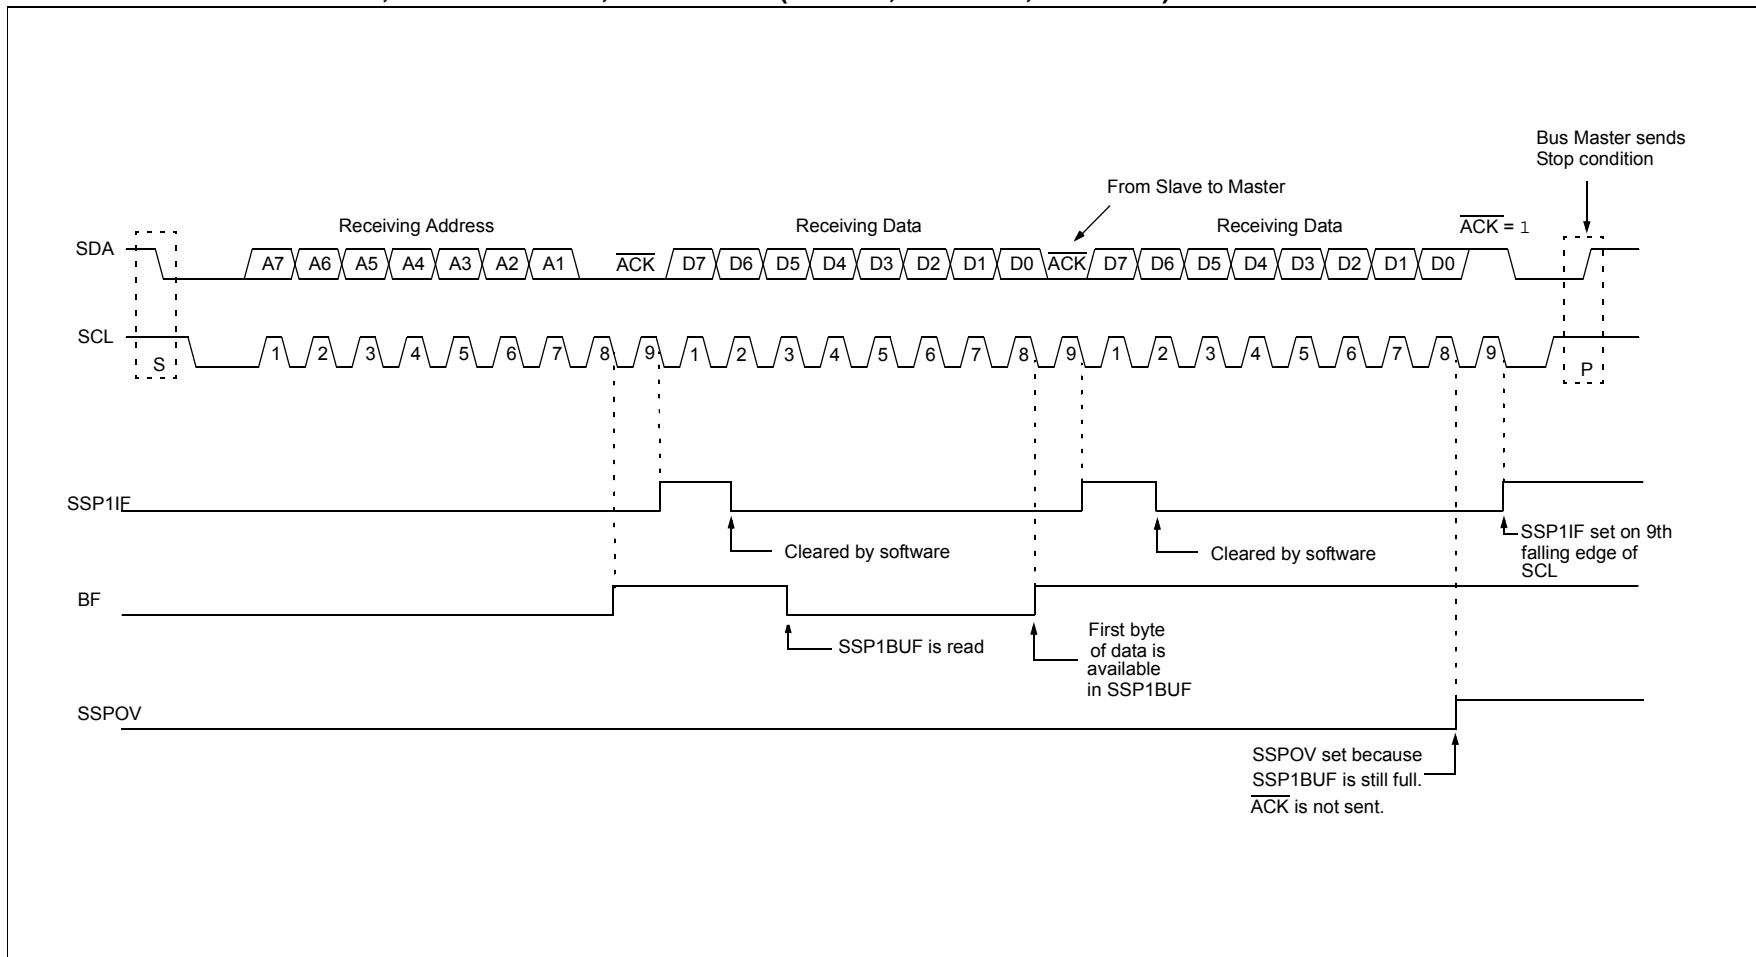 Bus Master sends
Stop condition
From Slave to Master
Receiving Address
Receiving Data
Receiving Data
ACK = 1
SDA
A7 A6 A5 A4 A3 A2 A1 ACK D7 D6 D5 D4 D3 D2 D1 D0 ACK D7 D6 D5 D4 D3 D2 D1 D0
SCL
S
1 2 3 4 5 6 7 8 9 1 2 3 4 5 6 7 8 9 1 2 3 4 5 6 7 8 9
P
SSP1IF
Cleared by software
Cleared by software
SSP1IF set on 9th
falling edge of
SCL
BF
SSP1BUF is read
First byte
of data is
available
in SSP1BUF
SSPOV
SSPOV set because
SSP1BUF is still full.
ACK is not sent.